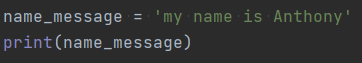 name_message = 'my name is Anthony'
print(name_message)